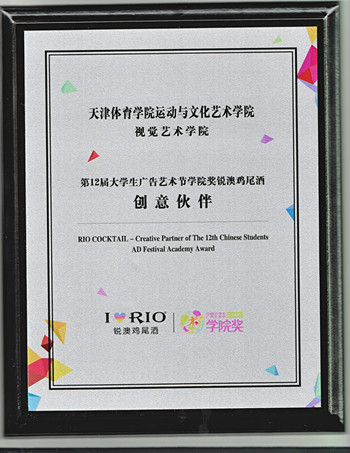 天津体育学院运动与文化艺术学院
视觉艺术学院
第12届大学生广告艺术节学院奖锐澳鸡尾酒
创意伙伴
RIO COCKTAIL – Creative Partner of The 12th Chinese Students
AD Festival Academy Award
I RIO
锐澳鸡尾酒
学院奖